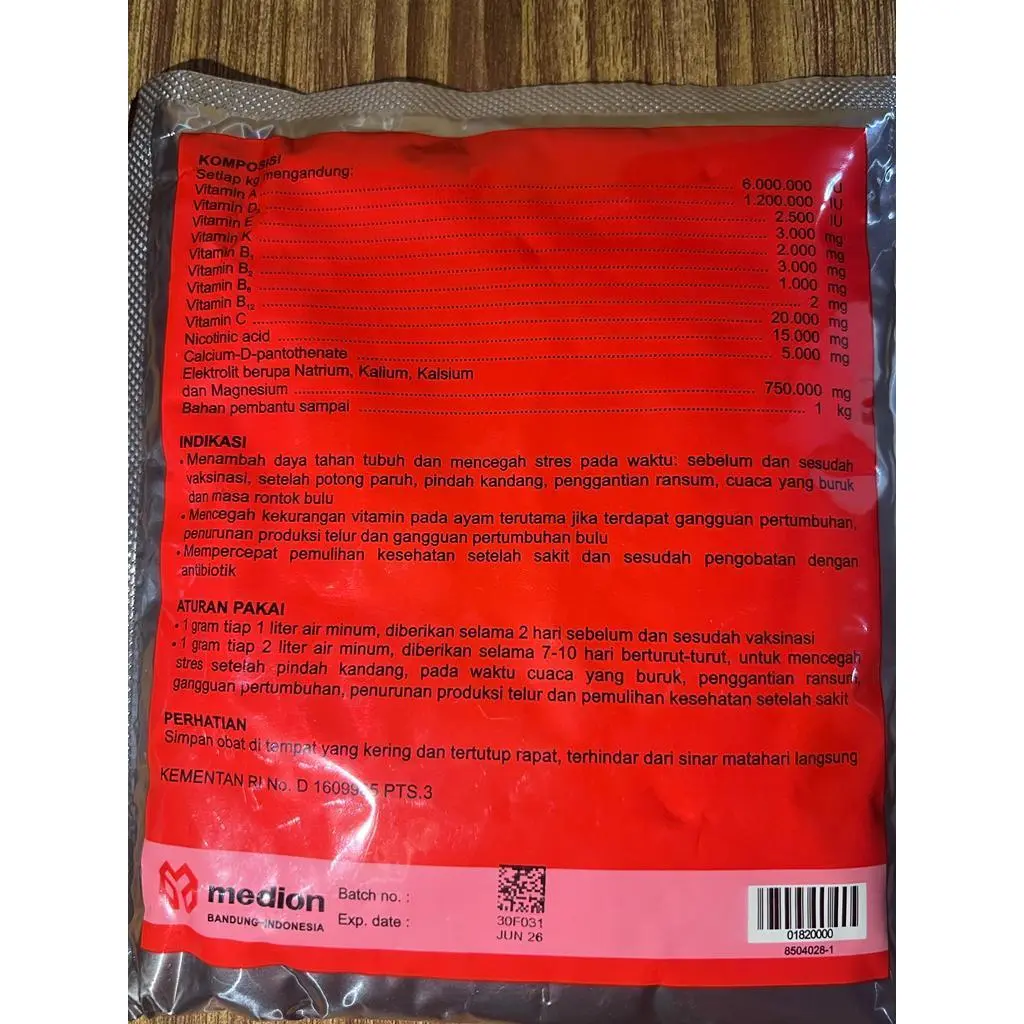 KOMPOSISI
Setiap kg mengandung:
Vitamin A ........ 6.000.000 IU
Vitamin D₃ ........ 1.200.000 IU
Vitamin E ........ 2.500 IU
Vitamin K ........ 3.000 mg
Vitamin B₁ ........ 2.000 mg
Vitamin B₂ ........ 3.000 mg
Vitamin B₆ ........ 1.000 mg
Vitamin B₁₂ ........ 2 mg
Vitamin C ........ 20.000 mg
Nicotinic acid ........ 15.000 mg
Calcium-D-pantothenate ........ 5.000 mg
Elektrolit berupa Natrium, Kalium, Kalsium
dan Magnesium ........ 750.000 mg
Bahan pembantu sampai ........ 1 kg
INDIKASI
• Menambah daya tahan tubuh dan mencegah stres pada waktu: sebelum dan sesudah
vaksinasi, setelah potong paruh, pindah kandang, penggantian ransum, cuaca yang buruk
dan masa rontok bulu
• Mencegah kekurangan vitamin pada ayam terutama jika terdapat gangguan pertumbuhan,
penurunan produksi telur dan gangguan pertumbuhan bulu
• Mempercepat pemulihan kesehatan setelah sakit dan sesudah pengobatan dengan
antibiotik
ATURAN PAKAI
• 1 gram tiap 1 liter air minum, diberikan selama 2 hari sebelum dan sesudah vaksinasi
• 1 gram tiap 2 liter air minum, diberikan selama 7-10 hari berturut-turut, untuk mencegah
stres setelah pindah kandang, pada waktu cuaca yang buruk, penggantian ransum,
gangguan pertumbuhan, penurunan produksi telur dan pemulihan kesehatan setelah sakit
PERHATIAN
Simpan obat di tempat yang kering dan tertutup rapat, terhindar dari sinar matahari langsung
KEMENTAN RI No. D PTS.3
medion
BANDUNG-INDONESIA
Batch no. : 30F031
Exp. date : JUN 26
01820000
8504028-1